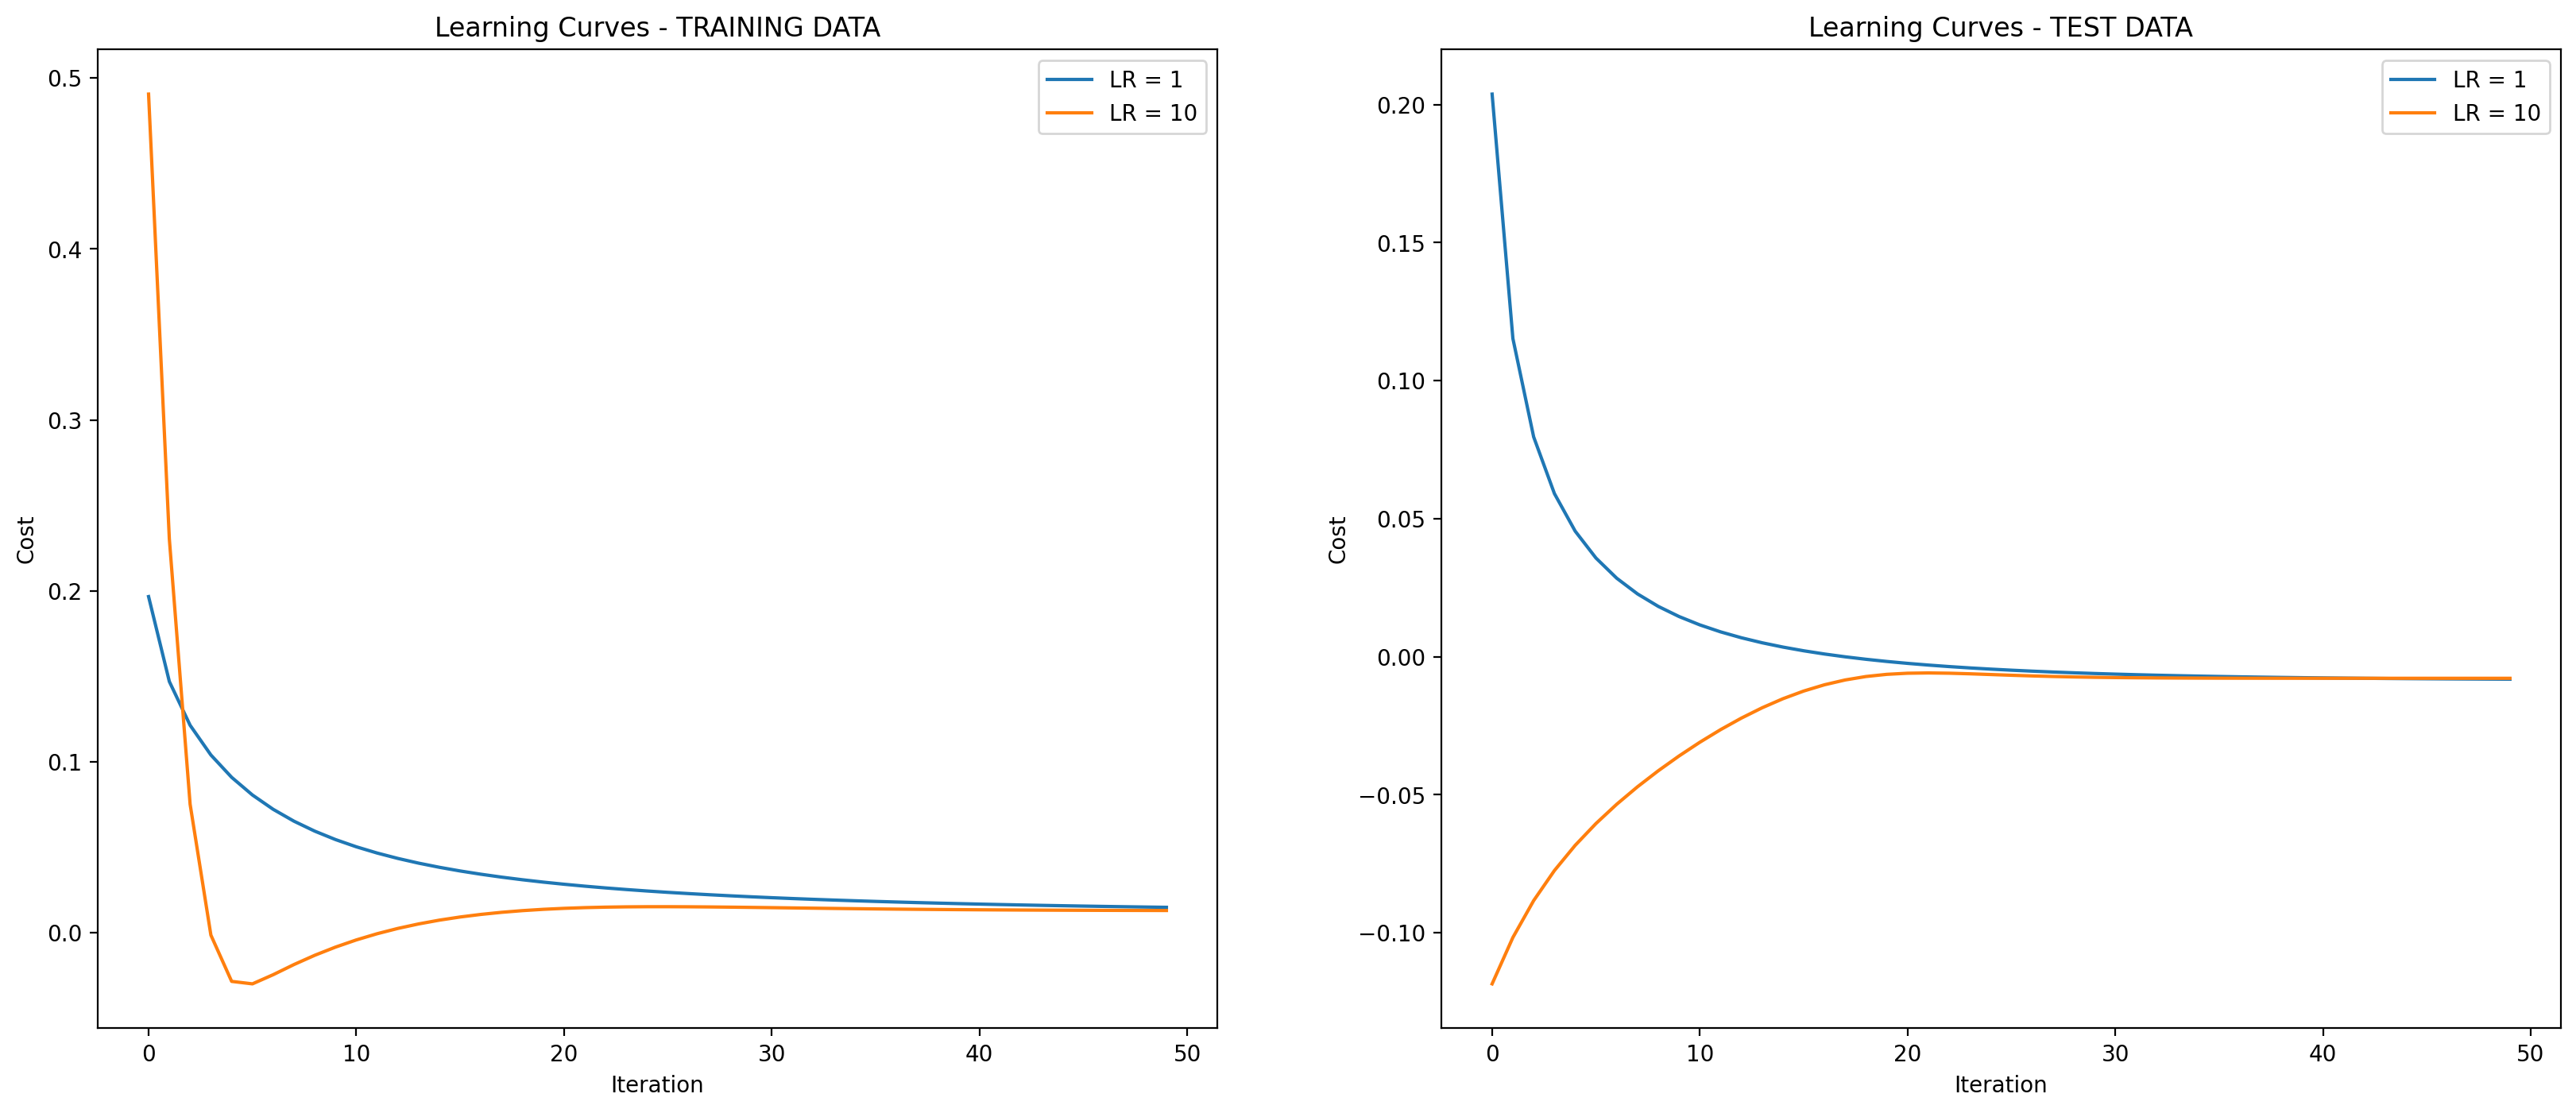 Learning Curves - TRAINING DATA
LR = 1
LR = 10
0.5
0.4
0.3
0.2
0.1
0.0
Cost
0 10 20 30 40 50
Iteration
Learning Curves - TEST DATA
LR = 1
LR = 10
0.20
0.15
0.10
0.05
0.00
−0.05
−0.10
Cost
0 10 20 30 40 50
Iteration